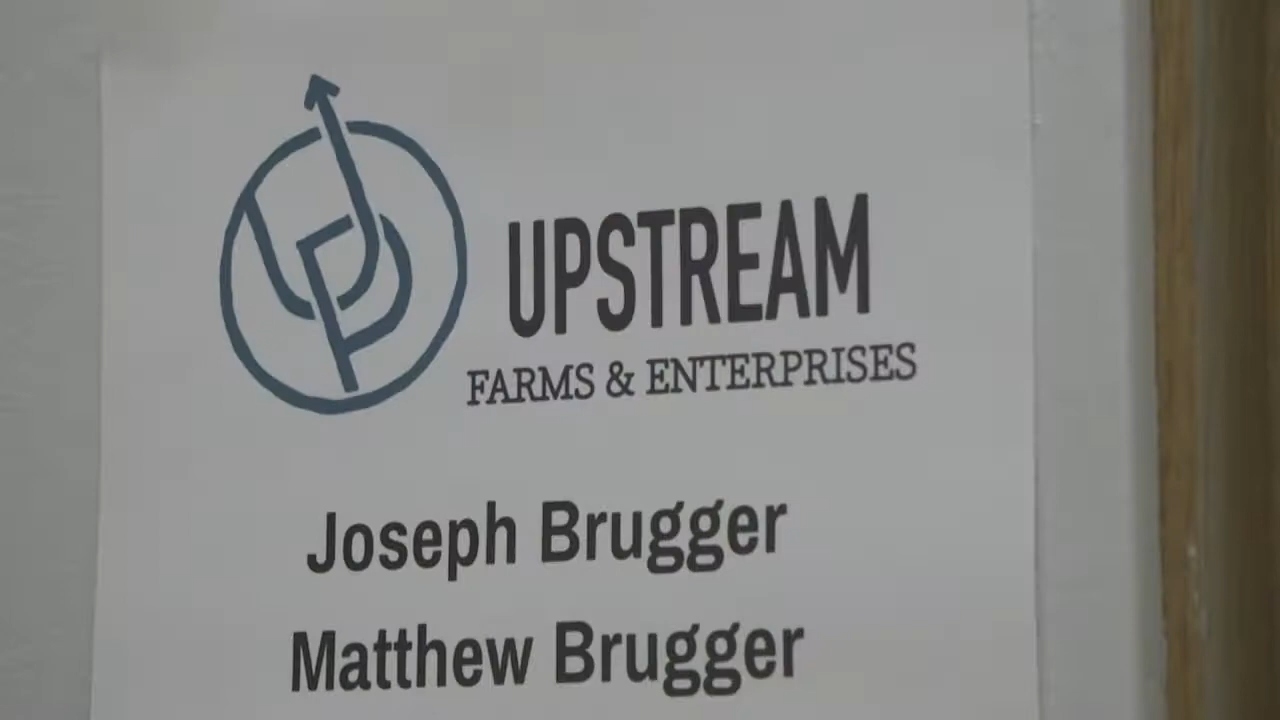 UPSTREAM
FARMS & ENTERPRISES
Joseph Brugger
Matthew Brugger